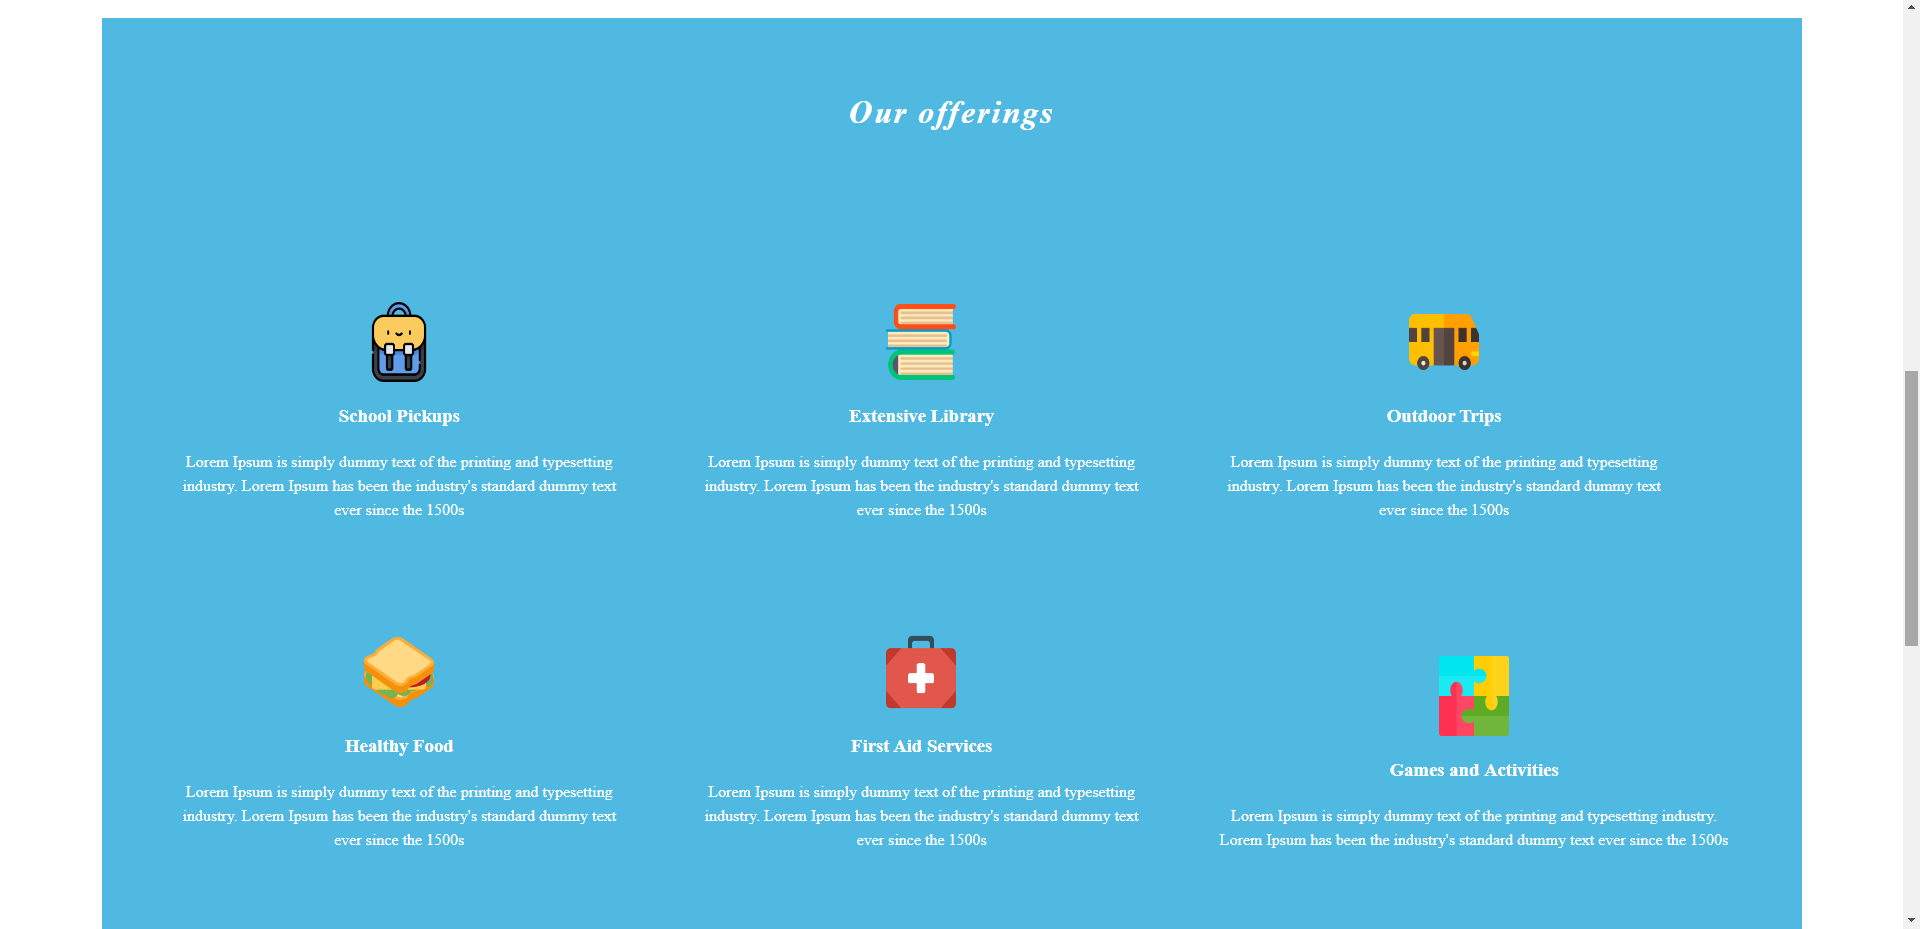 Our offerings
School Pickups
Lorem Ipsum is simply dummy text of the printing and typesetting
industry. Lorem Ipsum has been the industry's standard dummy text
ever since the 1500s
Extensive Library
Lorem Ipsum is simply dummy text of the printing and typesetting
industry. Lorem Ipsum has been the industry's standard dummy text
ever since the 1500s
Outdoor Trips
Lorem Ipsum is simply dummy text of the printing and typesetting
industry. Lorem Ipsum has been the industry's standard dummy text
ever since the 1500s
Healthy Food
Lorem Ipsum is simply dummy text of the printing and typesetting
industry. Lorem Ipsum has been the industry's standard dummy text
ever since the 1500s
First Aid Services
Lorem Ipsum is simply dummy text of the printing and typesetting
industry. Lorem Ipsum has been the industry's standard dummy text
ever since the 1500s
Games and Activities
Lorem Ipsum is simply dummy text of the printing and typesetting industry.
Lorem Ipsum has been the industry's standard dummy text ever since the 1500s